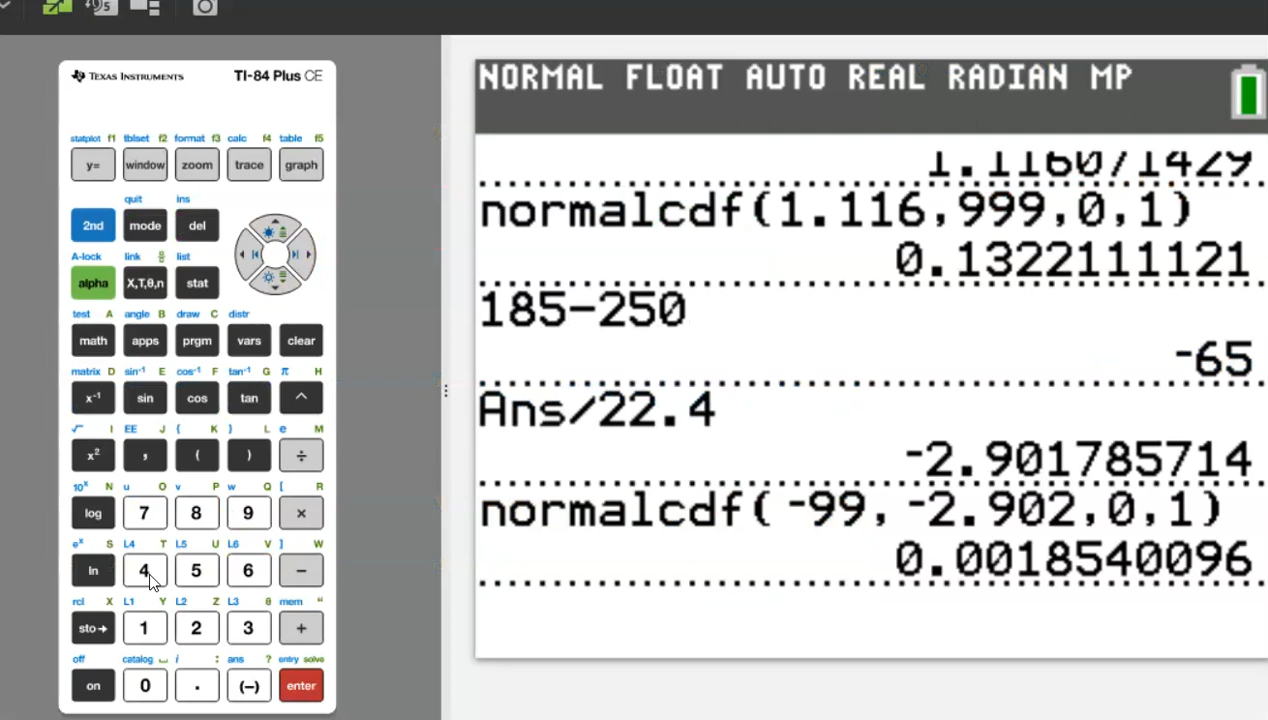 TEXAS INSTRUMENTS TI-84 Plus CE
statplot f1 tblset f2 format f3 calc f4 table f5
y= window zoom trace graph
quit ins
2nd mode del
A-lock link list
alpha X,T,θ,n stat
test A angle B draw C distr
math apps prgm vars clear
matrix D sin⁻¹ E cos⁻¹ F tan⁻¹ G π H
x⁻¹ sin cos tan ^
√ I EE J { K } L e M
x² , ( ) ÷
10ˣ N u O v P w Q [ R
log 7 8 9 ×
eˣ S L4 T L5 U L6 V ] W
ln 4 5 6 −
rcl X L1 Y L2 Z L3 θ mem "
sto→ 1 2 3 +
off catalog i : ans ? entry solve
on 0 . (−) enter
NORMAL FLOAT AUTO REAL RADIAN MP
1.116071429
normalcdf(1.116,999,0,1)
0.1322111121
185-250
-65
Ans/22.4
-2.901785714
normalcdf(-99,-2.902,0,1)
0.0018540096